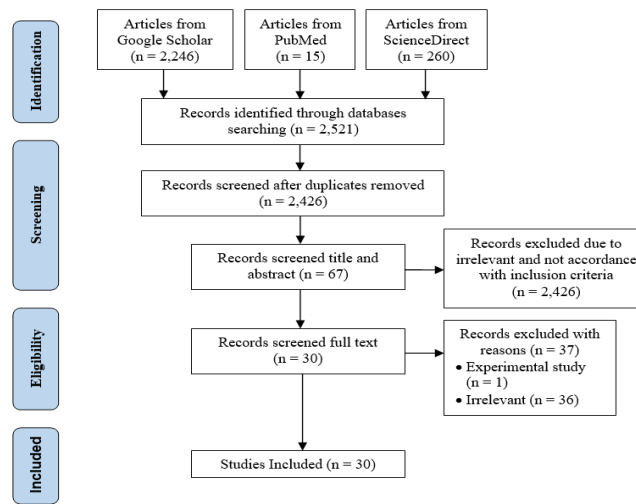 Identification
Articles from
Google Scholar
(n = 2,246)
Articles from
PubMed
(n = 15)
Articles from
ScienceDirect
(n = 260)
Records identified through databases
searching (n = 2,521)
Screening
Records screened after duplicates removed
(n = 2,426)
Records screened title and
abstract (n = 67)
Records excluded due to
irrelevant and not accordance
with inclusion criteria
(n = 2,426)
Eligibility
Records screened full text
(n = 30)
Records excluded with
reasons (n = 37)
• Experimental study
(n = 1)
• Irrelevant (n = 36)
Included
Studies Included (n = 30)